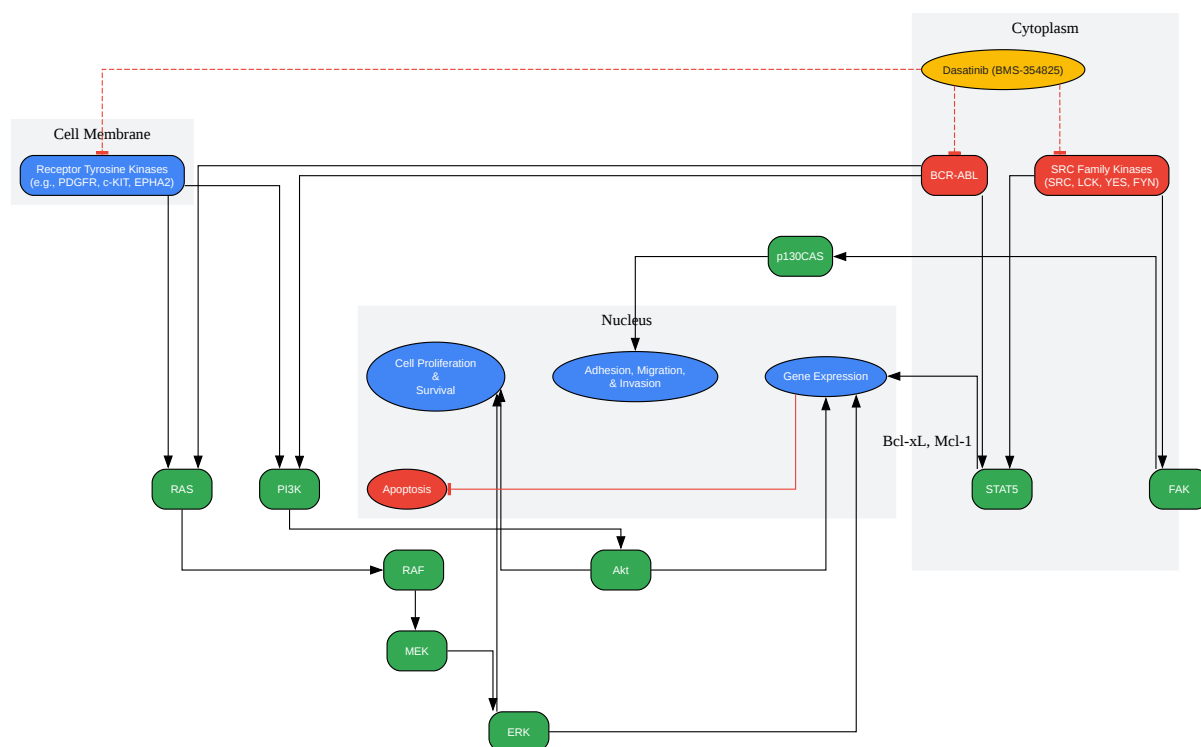 Cytoplasm
Dasatinib (BMS-354825)
Cell Membrane
Receptor Tyrosine Kinases
(e.g., PDGFR, c-KIT, EPHA2)
BCR-ABL
SRC Family Kinases
(SRC, LCK, YES, FYN)
p130CAS
Nucleus
Cell Proliferation
&
Survival
Adhesion, Migration,
& Invasion
Gene Expression
Bcl-xL, Mcl-1
RAS
PI3K
Apoptosis
STAT5
FAK
RAF
Akt
MEK
ERK